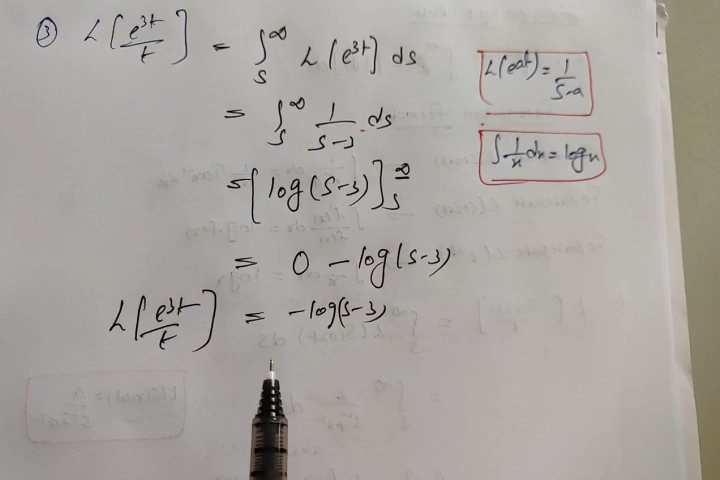 ③ L[e^3t/t] = ∫_s^∞ L[e^3t] ds
= ∫_s^∞ 1/(s-3) ds
= [log(s-3)]_s^∞
= 0 - log(s-3)
L[e^3t/t] = -log(s-3)
L(e^at) = 1/(s-a)
∫ 1/x dx = log x